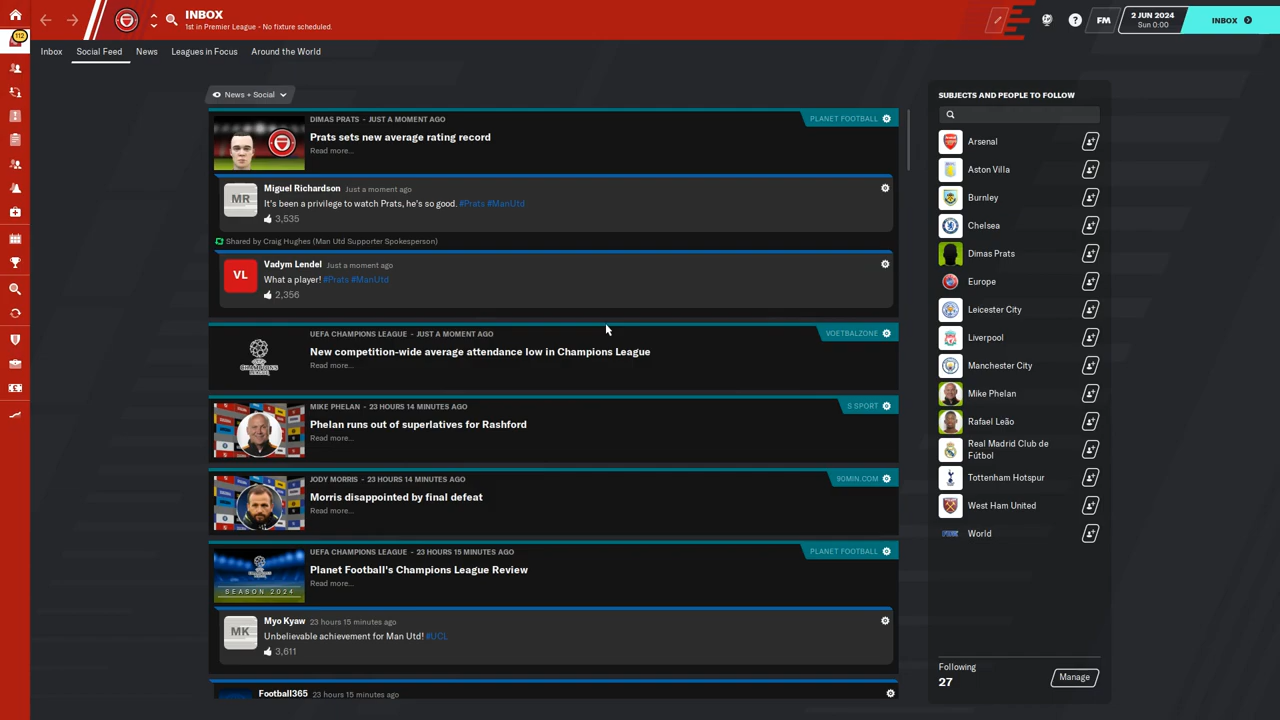 112
INBOX
1st in Premier League - No fixture scheduled.
FM
2 JUN 2024
Sun 0:00
INBOX
Inbox
Social Feed
News
Leagues in Focus
Around the World
News + Social
DIMAS PRATS - JUST A MOMENT AGO
PLANET FOOTBALL
Prats sets new average rating record
Read more...
MR
Miguel Richardson Just a moment ago
It's been a privilege to watch Prats, he's so good. #Prats #ManUtd
3,535
Shared by Craig Hughes (Man Utd Supporter Spokesperson)
VL
Vadym Lendel Just a moment ago
What a player! #Prats #ManUtd
2,356
UEFA CHAMPIONS LEAGUE - JUST A MOMENT AGO
VOETBALZONE
New competition-wide average attendance low in Champions League
Read more...
MIKE PHELAN - 23 HOURS 14 MINUTES AGO
S SPORT
Phelan runs out of superlatives for Rashford
Read more...
JODY MORRIS - 23 HOURS 14 MINUTES AGO
90MIN.COM
Morris disappointed by final defeat
Read more...
UEFA CHAMPIONS LEAGUE - 23 HOURS 15 MINUTES AGO
PLANET FOOTBALL
Planet Football's Champions League Review
Read more...
SEASON 2024
MK
Myo Kyaw 23 hours 15 minutes ago
Unbelievable achievement for Man Utd! #UCL
3,611
Football365 23 hours 15 minutes ago
SUBJECTS AND PEOPLE TO FOLLOW
Arsenal
Aston Villa
Burnley
Chelsea
Dimas Prats
Europe
Leicester City
Liverpool
Manchester City
Mike Phelan
Rafael Leão
Real Madrid Club de
Fútbol
Tottenham Hotspur
West Ham United
World
Following
27
Manage